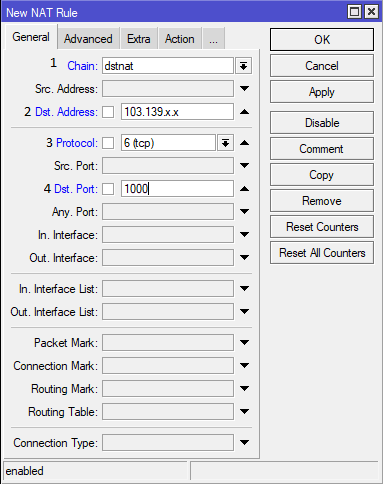 New NAT Rule
General Advanced Extra Action ...
OK
1 Chain: dstnat
Cancel
Src. Address:
Apply
2 Dst. Address: 103.139.x.x
Disable
3 Protocol: 6 (tcp)
Comment
Src. Port:
Copy
4 Dst. Port: 1000
Remove
Any. Port:
Reset Counters
In. Interface:
Reset All Counters
Out. Interface:
In. Interface List:
Out. Interface List:
Packet Mark:
Connection Mark:
Routing Mark:
Routing Table:
Connection Type:
enabled